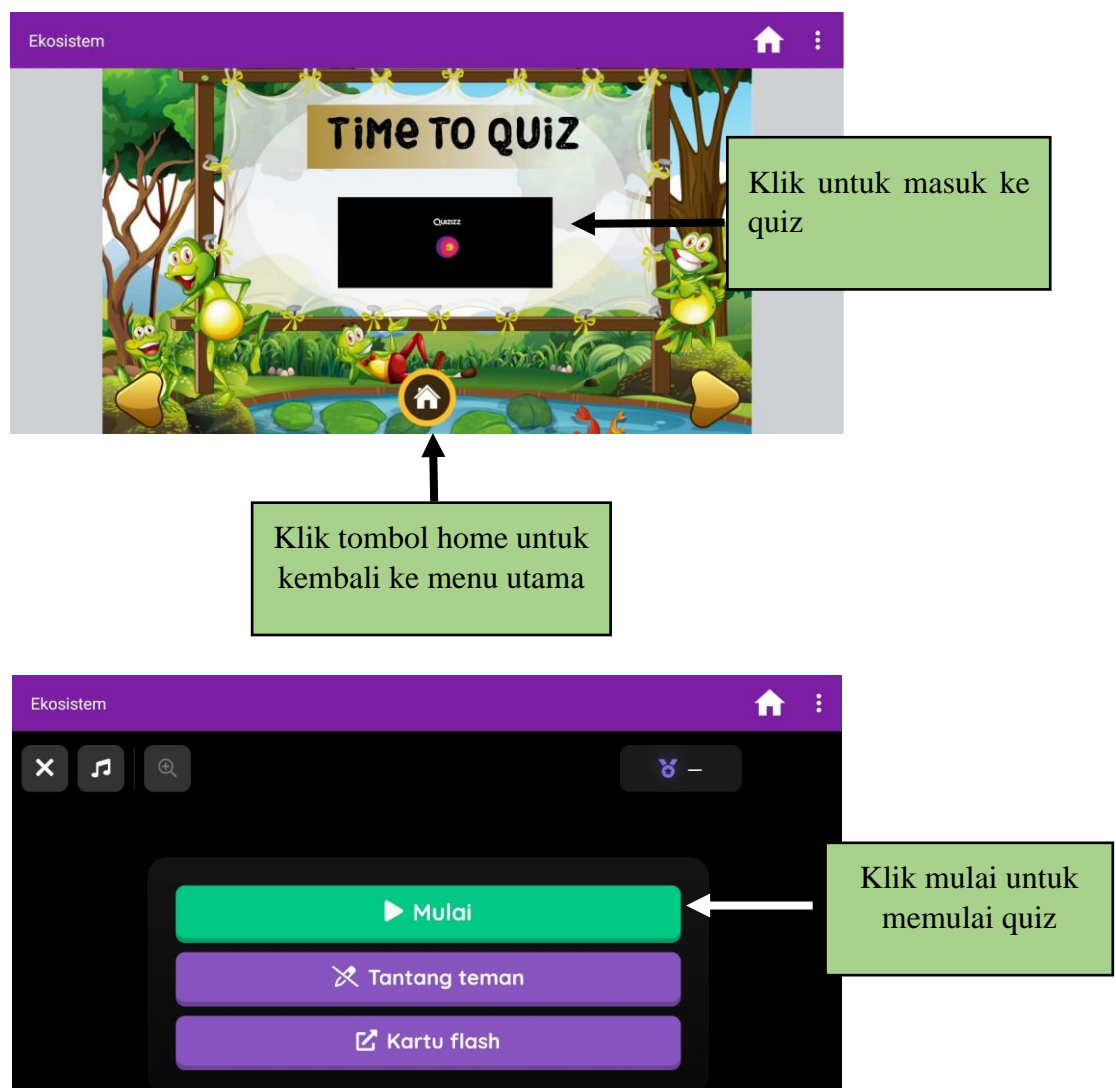 Ekosistem
TiMe TO QUiZ
Quizizz
Klik untuk masuk ke
quiz
Klik tombol home untuk
kembali ke menu utama
Ekosistem
–
Mulai
Tantang teman
Kartu flash
Klik mulai untuk
memulai quiz